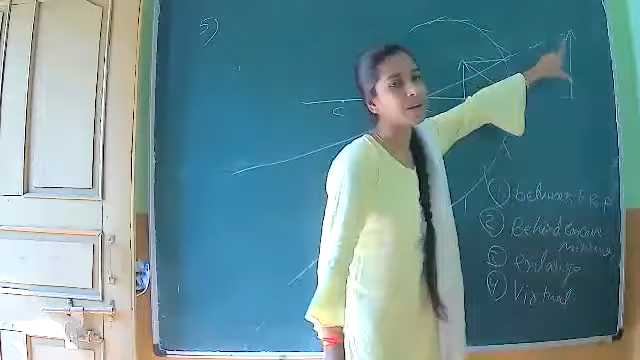 5)
C
1) between F & P
2) Behind Concave mirror
3) enlarge
4) Virtual